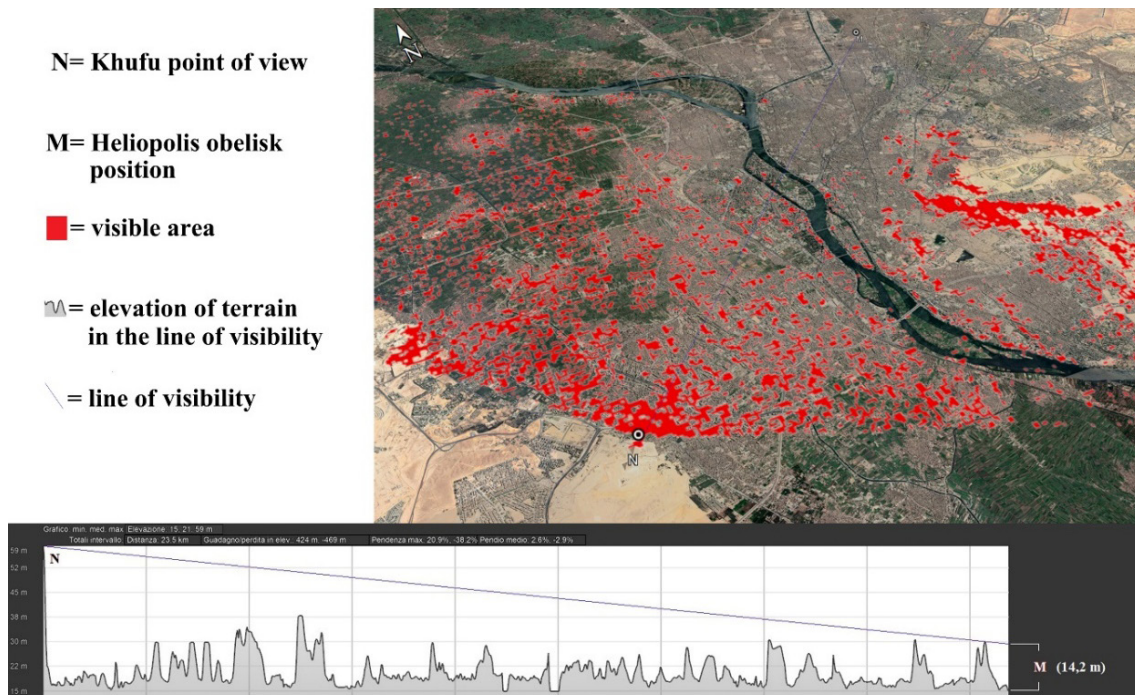 N= Khufu point of view
M= Heliopolis obelisk
position
= visible area
= elevation of terrain
in the line of visibility
= line of visibility
N
N
Grafico: min. med. max. Elevazione: 15; 21; 59 m
Totali intervallo: Distanza: 23.5 km Guadagno/perdita in elev.: 424 m, -469 m Pendenza max. 20.9%, -38.2% Pendio medio: 2.6%, -2.9%
59 m
N
52 m
45 m
38 m
30 m
22 m
15 m
M (14,2 m)